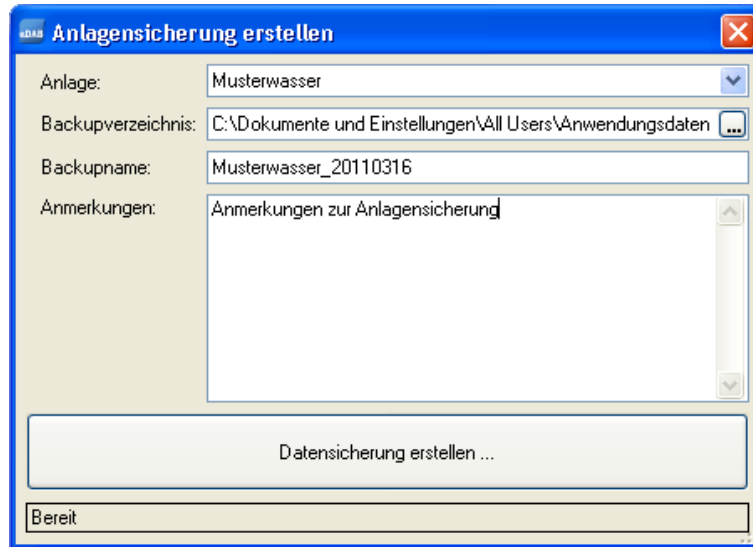 eDAB Anlagensicherung erstellen
Anlage: Musterwasser
Backupverzeichnis: C:\Dokumente und Einstellungen\All Users\Anwendungsdaten ...
Backupname: Musterwasser_20110316
Anmerkungen: Anmerkungen zur Anlagensicherung
Datensicherung erstellen ...
Bereit